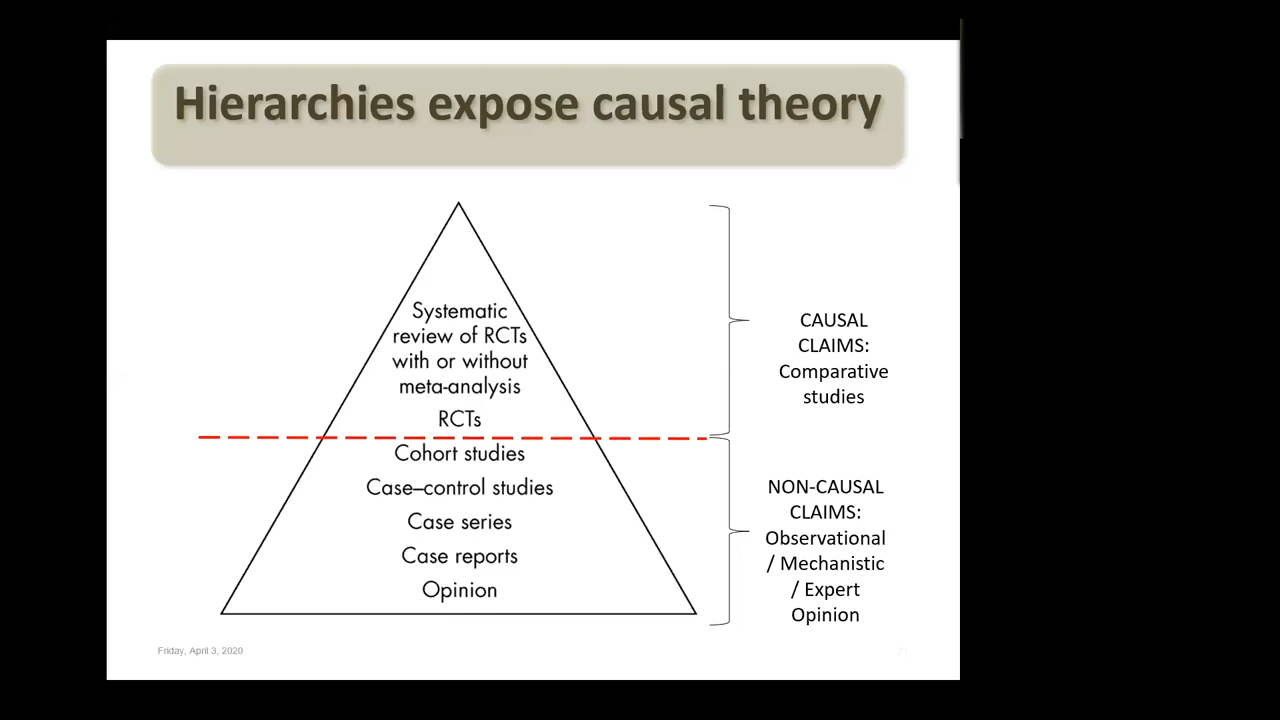 Hierarchies expose causal theory
Systematic
review of RCTs
with or without
meta-analysis
RCTs
Cohort studies
Case–control studies
Case series
Case reports
Opinion
CAUSAL
CLAIMS:
Comparative
studies
NON-CAUSAL
CLAIMS:
Observational
/ Mechanistic
/ Expert
Opinion
Friday, April 3, 2020